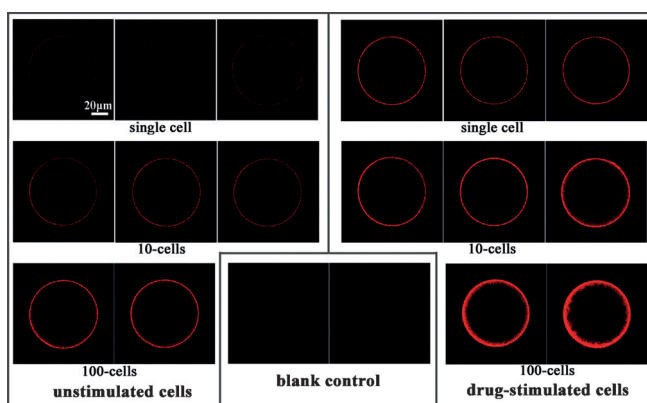 20μm
single cell
single cell
10-cells
10-cells
100-cells
unstimulated cells
blank control
100-cells
drug-stimulated cells